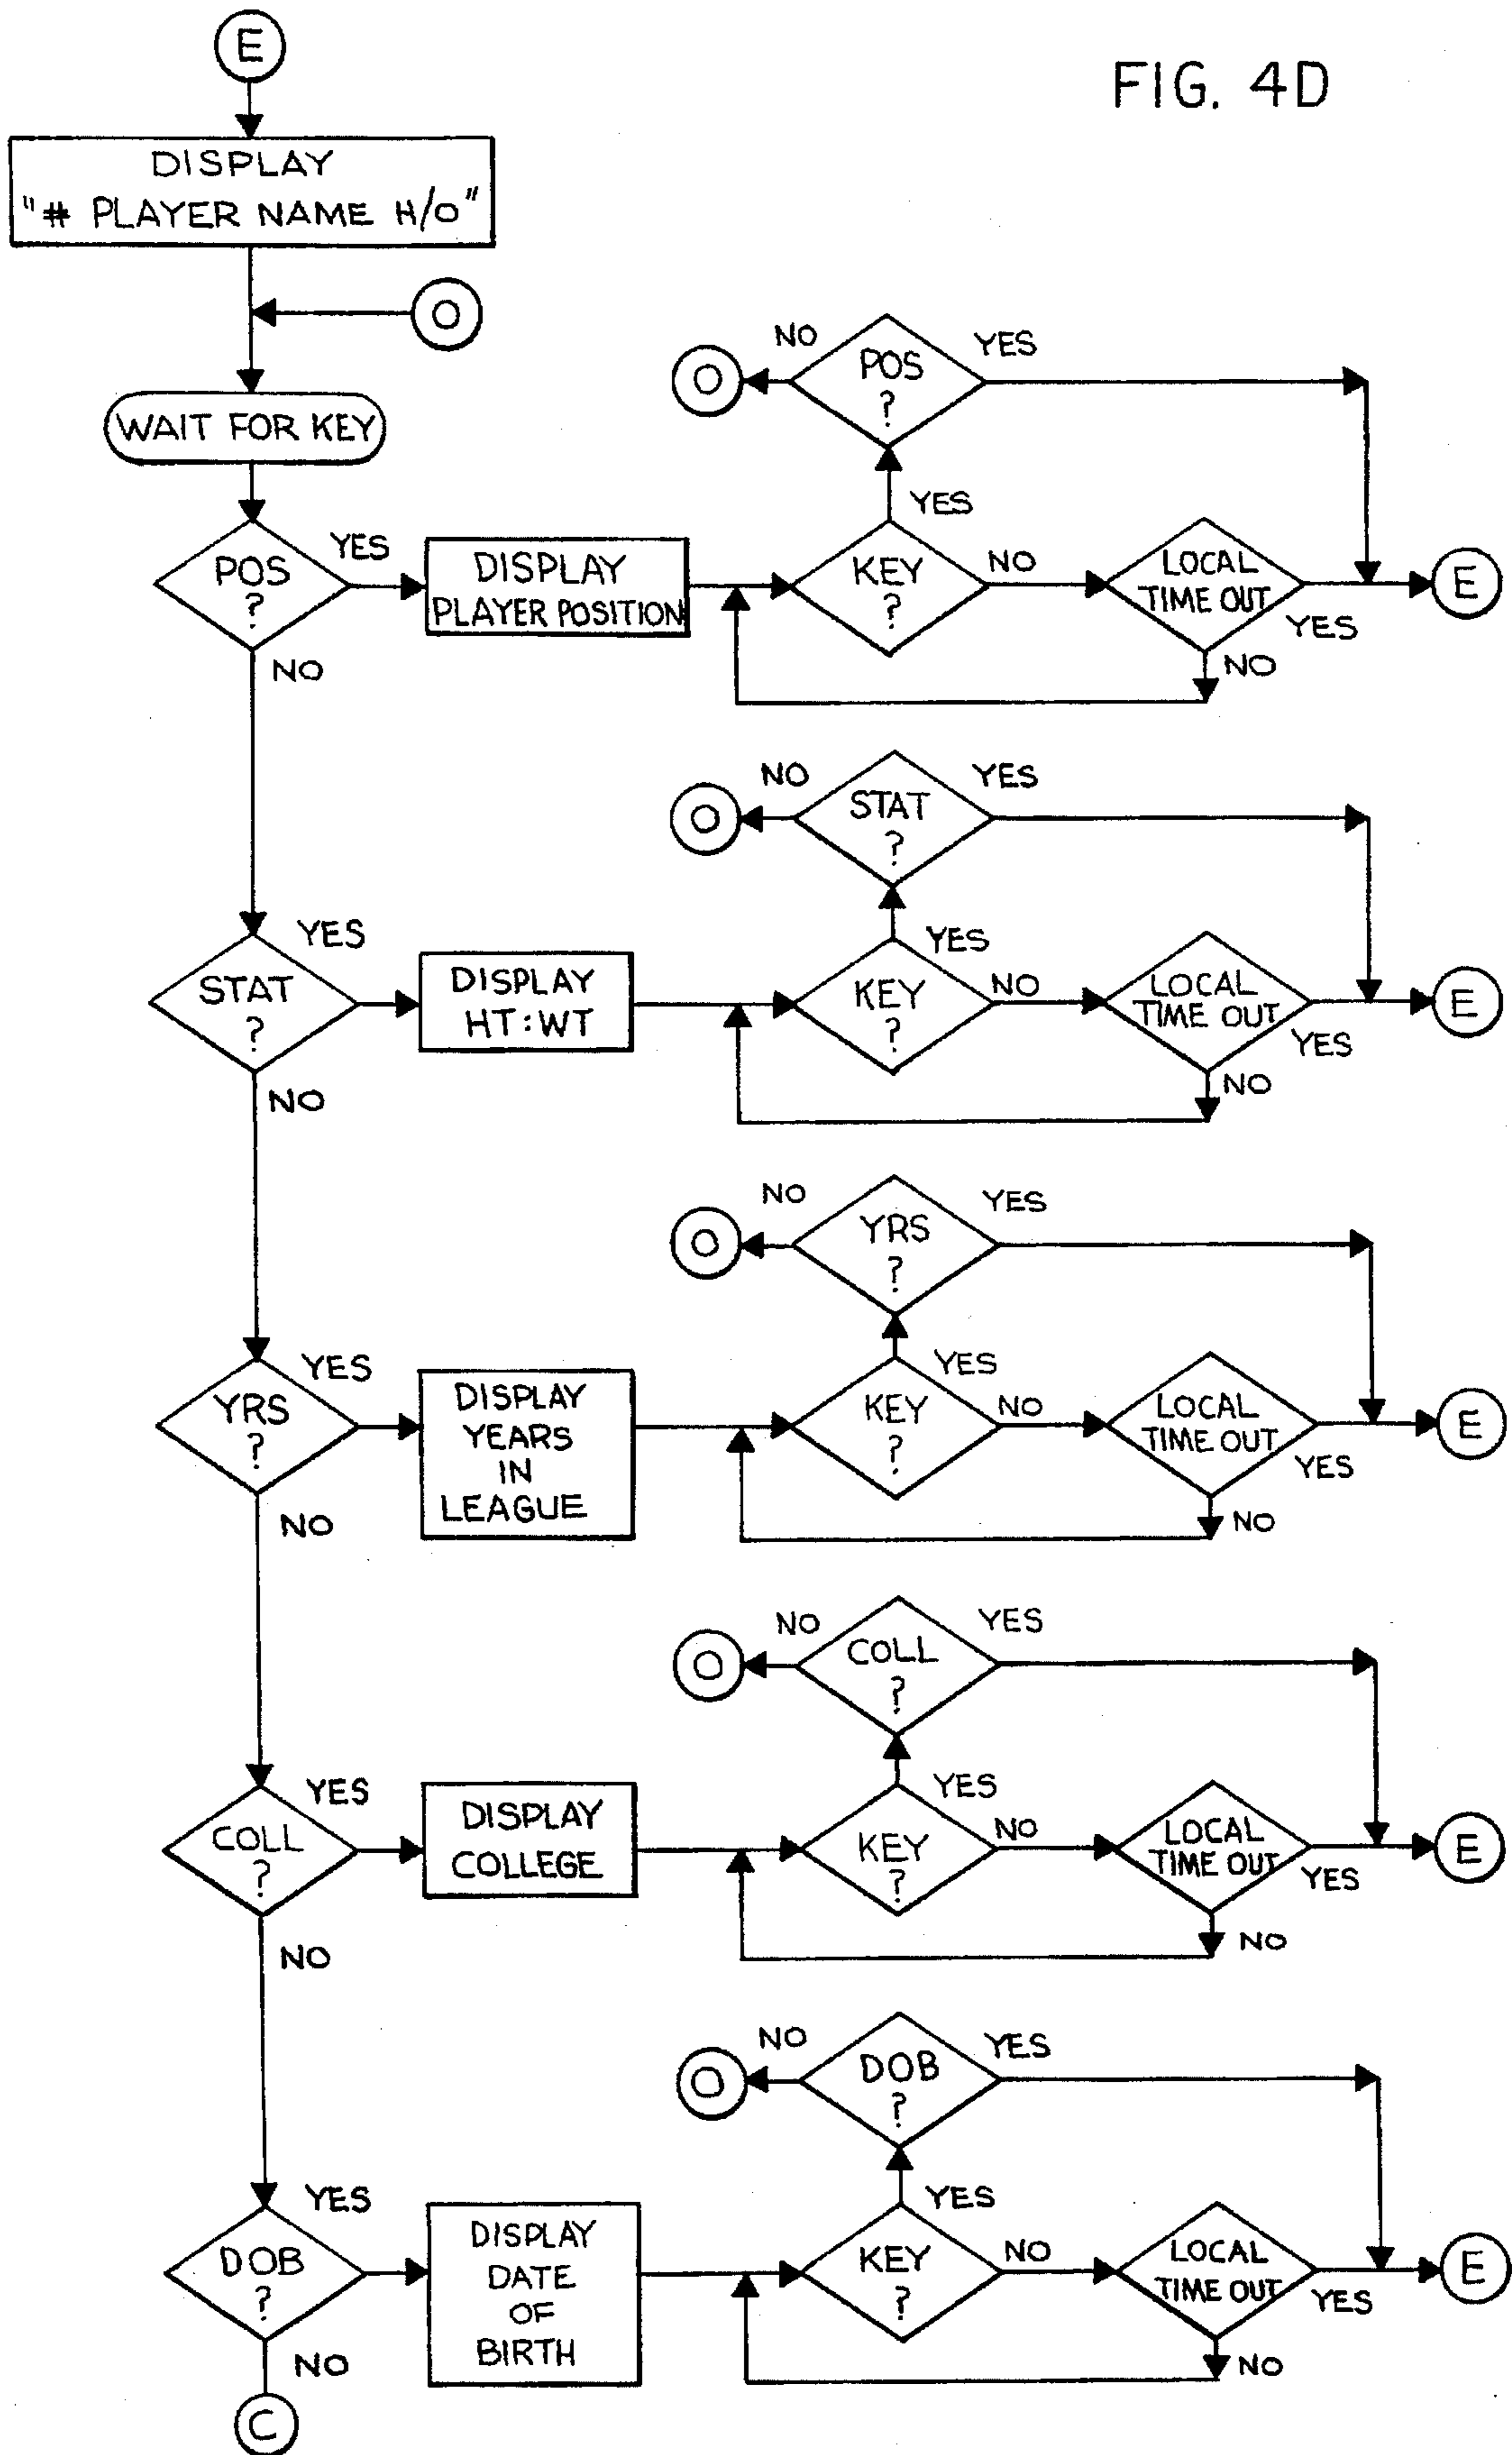 FIG. 4D
E
DISPLAY
"# PLAYER NAME H/O"
O
WAIT FOR KEY
NO
POS
?
YES
O
POS
?
YES
DISPLAY
PLAYER POSITION
YES
KEY
?
NO
LOCAL
TIME OUT
YES
E
NO
NO
NO
STAT
?
YES
O
STAT
?
YES
DISPLAY
HT:WT
YES
KEY
?
NO
LOCAL
TIME OUT
YES
E
NO
NO
NO
YRS
?
YES
O
YRS
?
YES
DISPLAY
YEARS
IN
LEAGUE
YES
KEY
?
NO
LOCAL
TIME OUT
YES
E
NO
NO
NO
COLL
?
YES
O
COLL
?
YES
DISPLAY
COLLEGE
YES
KEY
?
NO
LOCAL
TIME OUT
YES
E
NO
NO
NO
DOB
?
YES
O
DOB
?
YES
DISPLAY
DATE
OF
BIRTH
YES
KEY
?
NO
LOCAL
TIME OUT
YES
E
NO
NO
C